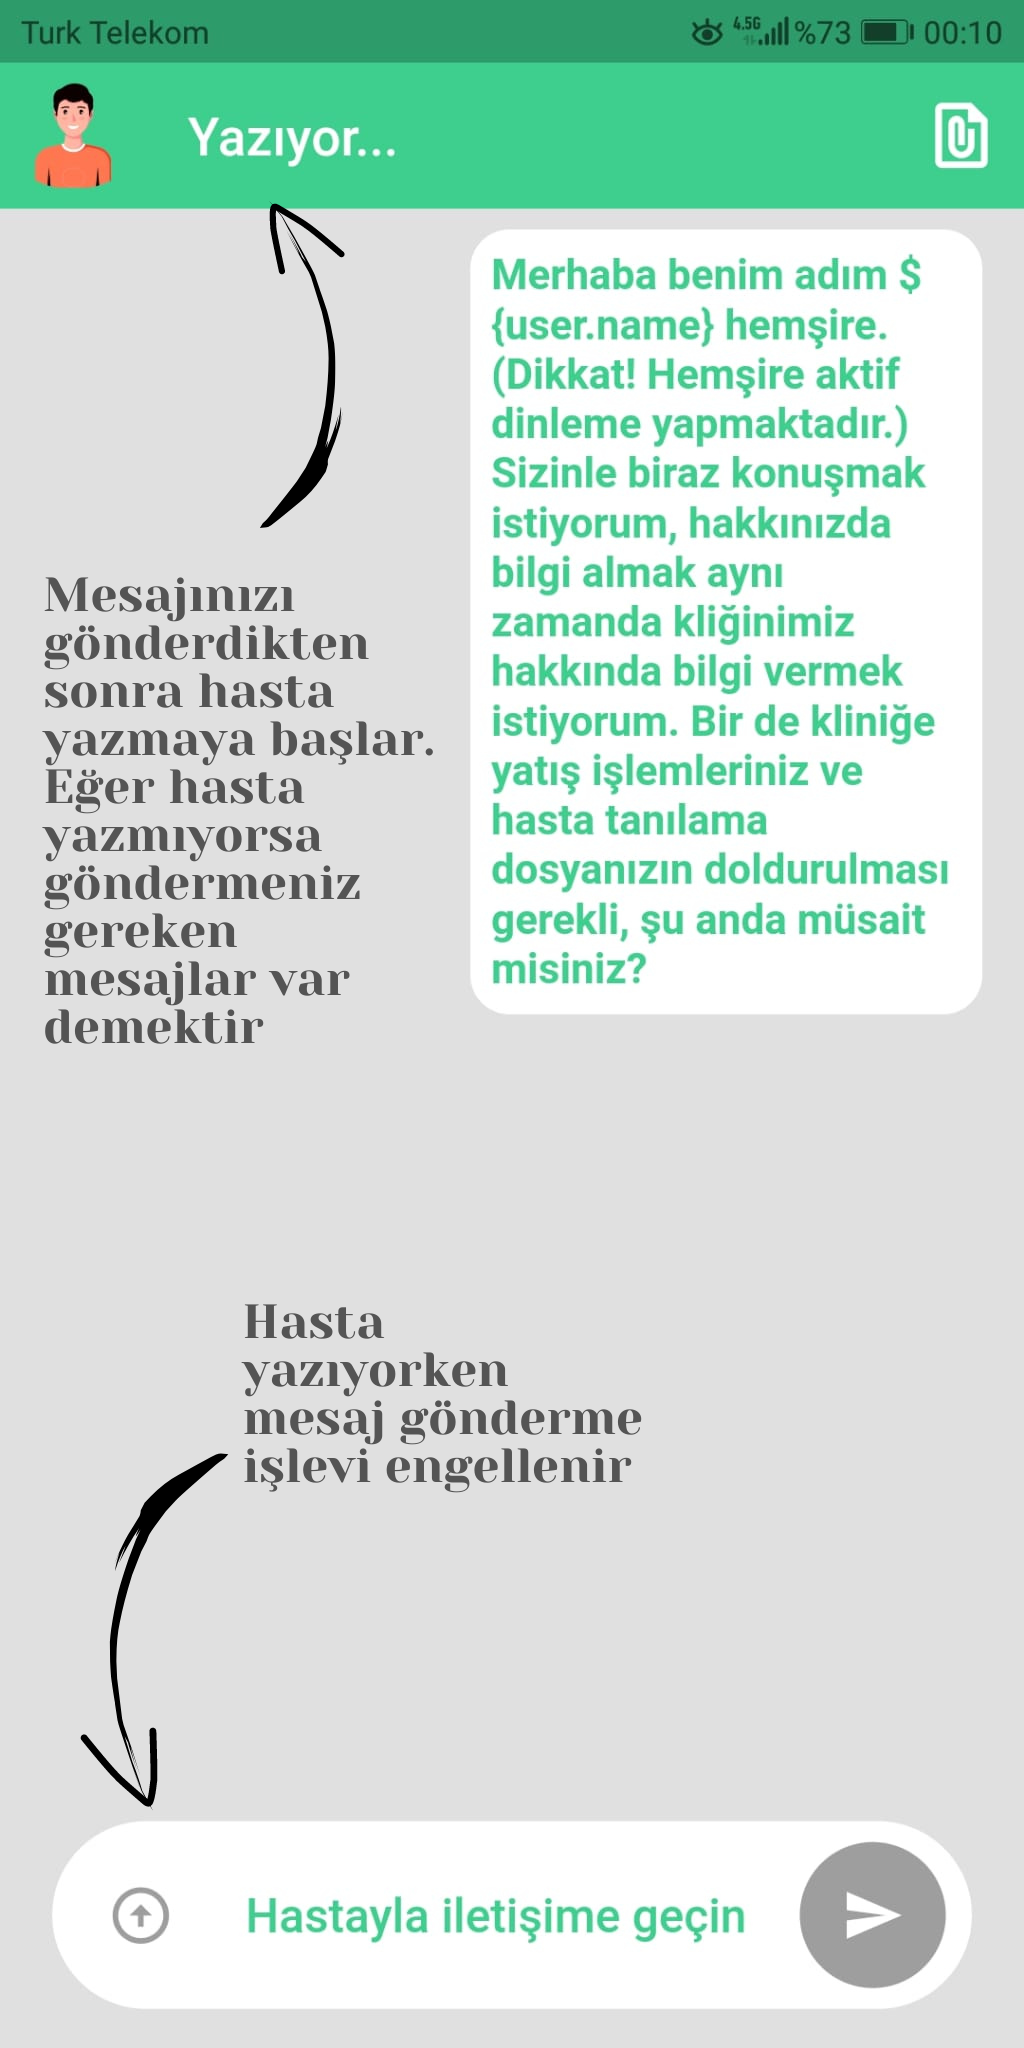 Turk Telekom
4.5G %73 00:10
Yazıyor...
Merhaba benim adım $
{user.name} hemşire.
(Dikkat! Hemşire aktif
dinleme yapmaktadır.)
Sizinle biraz konuşmak
istiyorum, hakkınızda
bilgi almak aynı
zamanda kliğinimiz
hakkında bilgi vermek
istiyorum. Bir de kliniğe
yatış işlemleriniz ve
hasta tanılama
dosyanızın doldurulması
gerekli, şu anda müsait
misiniz?
Mesajınızı
gönderdikten
sonra hasta
yazmaya başlar.
Eğer hasta
yazmıyorsa
göndermeniz
gereken
mesajlar var
demektir
Hasta
yazıyorken
mesaj gönderme
işlevi engellenir
Hastayla iletişime geçin